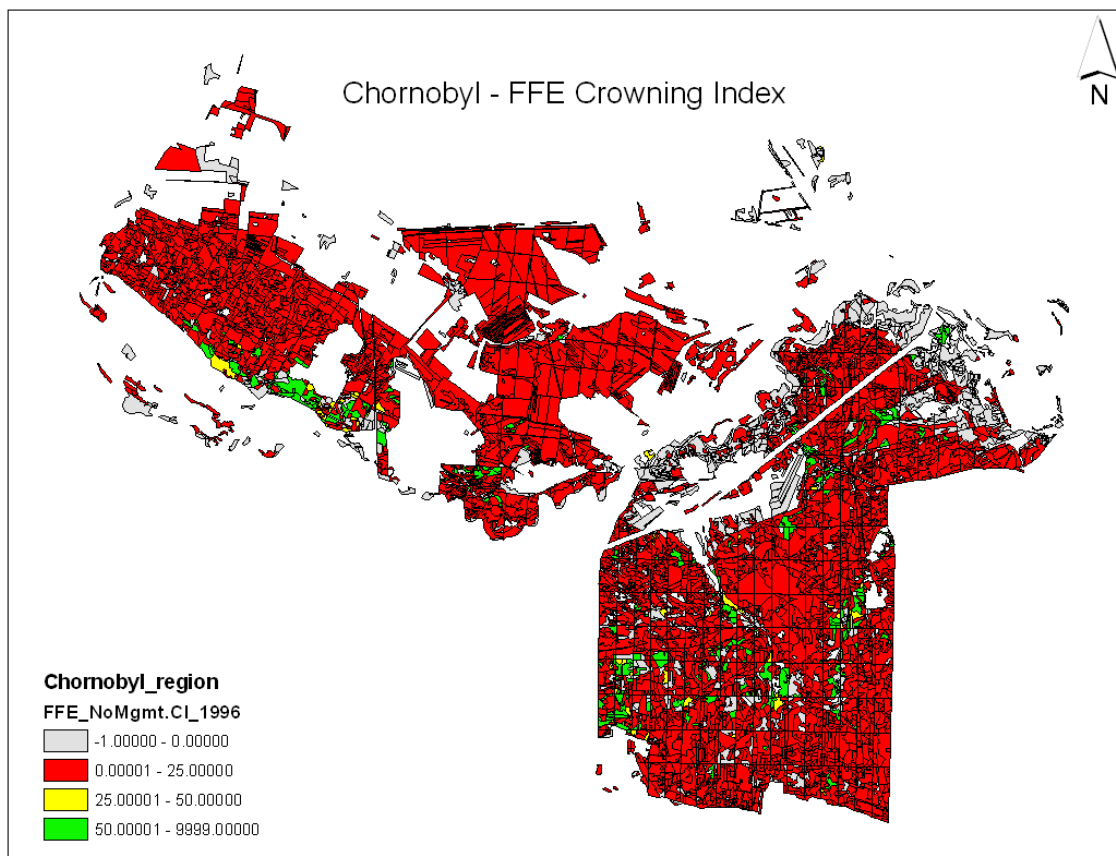 Chornobyl - FFE Crowning Index
N
Chornobyl_region
FFE_NoMgmt.CI_1996
-1.00000 - 0.00000
0.00001 - 25.00000
25.00001 - 50.00000
50.00001 - 9999.00000